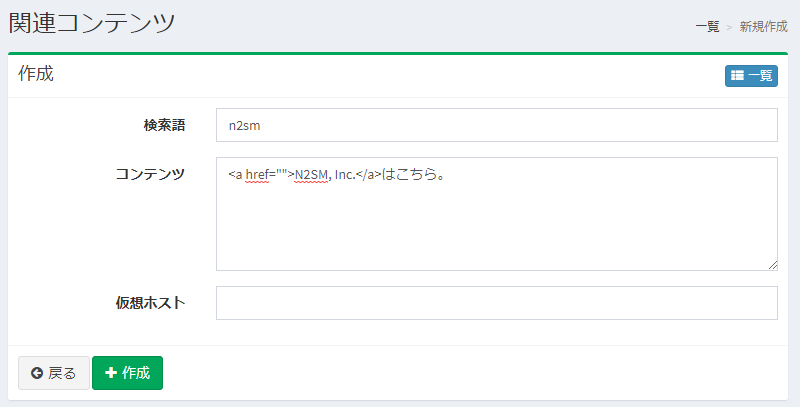 関連コンテンツ
一覧 > 新規作成
作成
一覧
検索語 n2sm
コンテンツ <a href="">N2SM, Inc.</a>はこちら。
仮想ホスト
戻る 作成